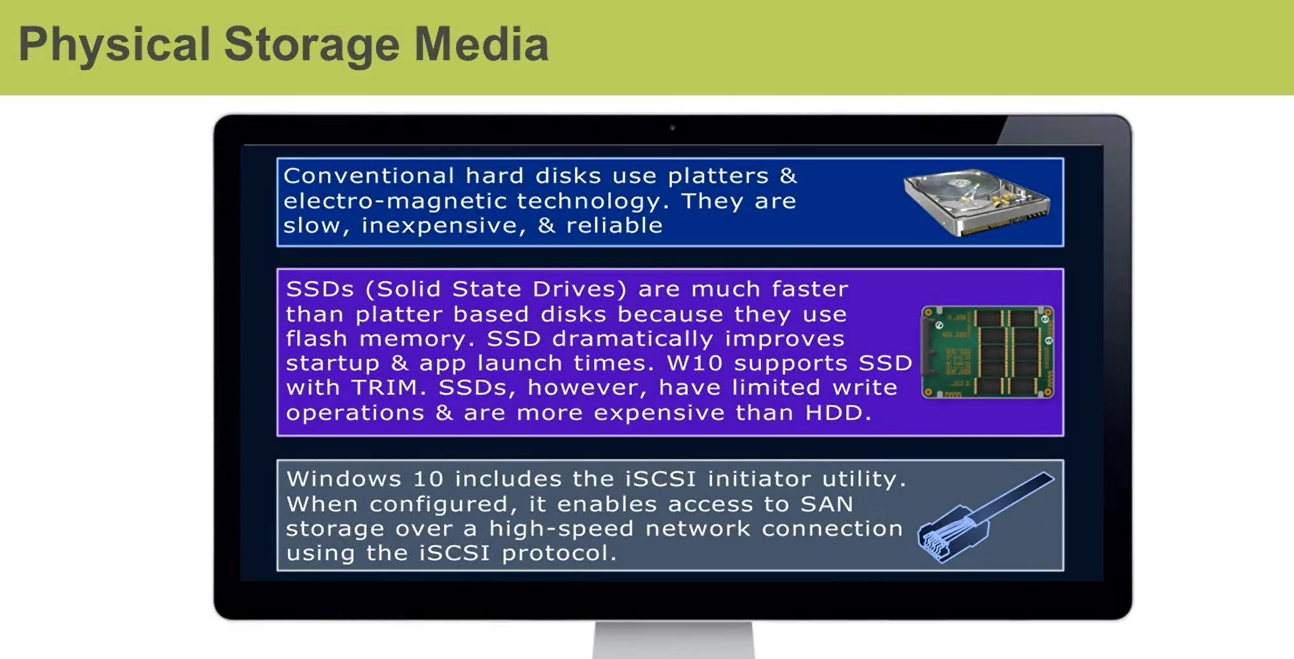 Physical Storage Media
Conventional hard disks use platters &
electro-magnetic technology. They are
slow, inexpensive, & reliable
SSDs (Solid State Drives) are much faster
than platter based disks because they use
flash memory. SSD dramatically improves
startup & app launch times. W10 supports SSD
with TRIM. SSDs, however, have limited write
operations & are more expensive than HDD.
Windows 10 includes the iSCSI initiator utility.
When configured, it enables access to SAN
storage over a high-speed network connection
using the iSCSI protocol.